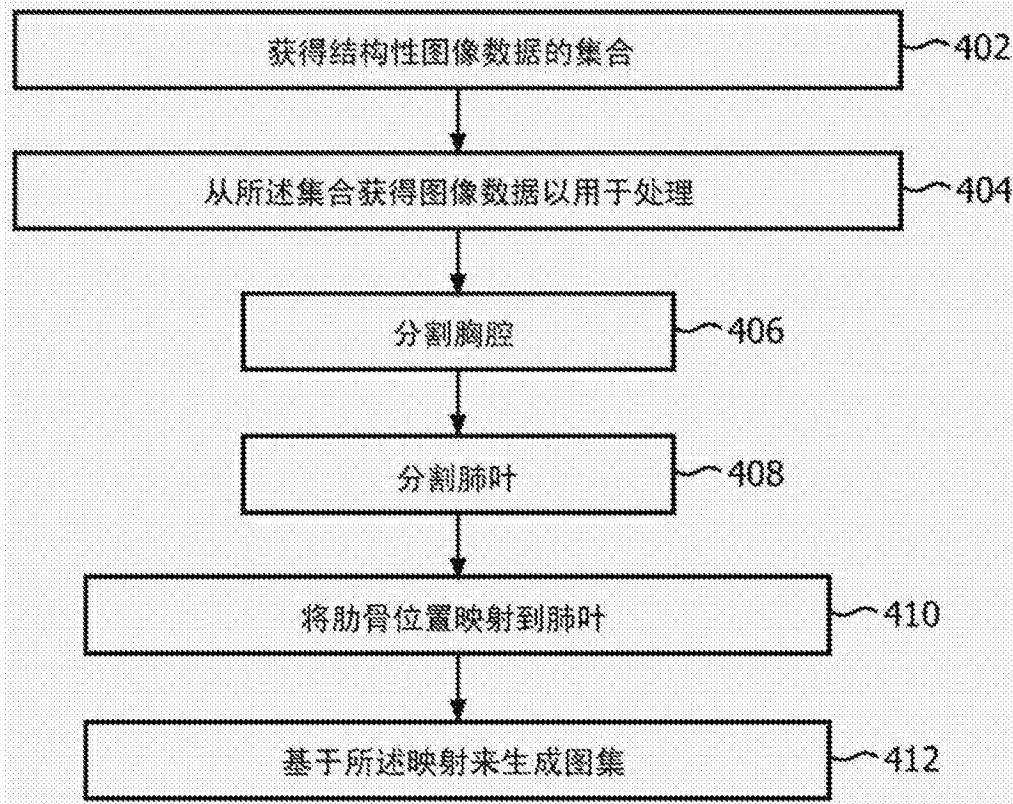 获得结构性图像数据的集合
402
从所述集合获得图像数据以用于处理
404
分割胸腔
406
分割肺叶
408
将肋骨位置映射到肺叶
410
基于所述映射来生成图集
412